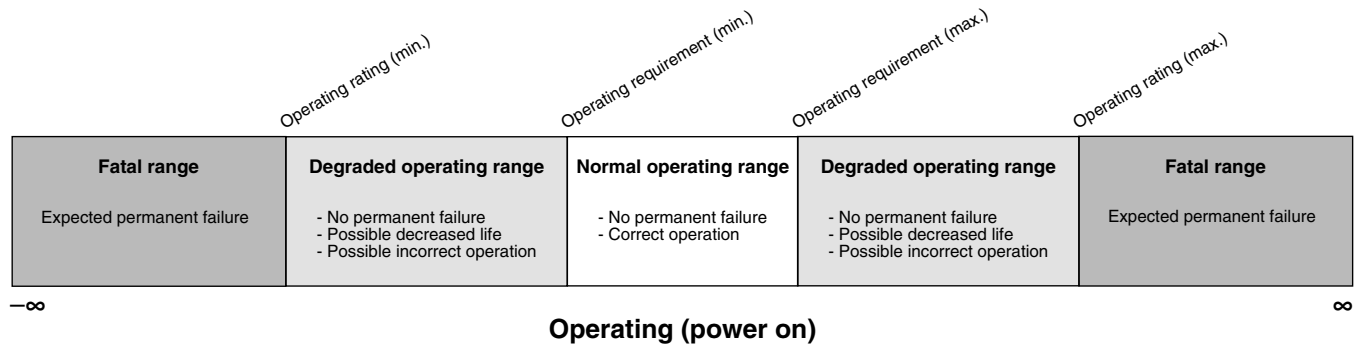 Operating rating (min.)
Operating requirement (min.)
Operating requirement (max.)
Operating rating (max.)
Fatal range
Expected permanent failure
Degraded operating range
- No permanent failure
- Possible decreased life
- Possible incorrect operation
Normal operating range
- No permanent failure
- Correct operation
Degraded operating range
- No permanent failure
- Possible decreased life
- Possible incorrect operation
Fatal range
Expected permanent failure
–∞
∞
Operating (power on)